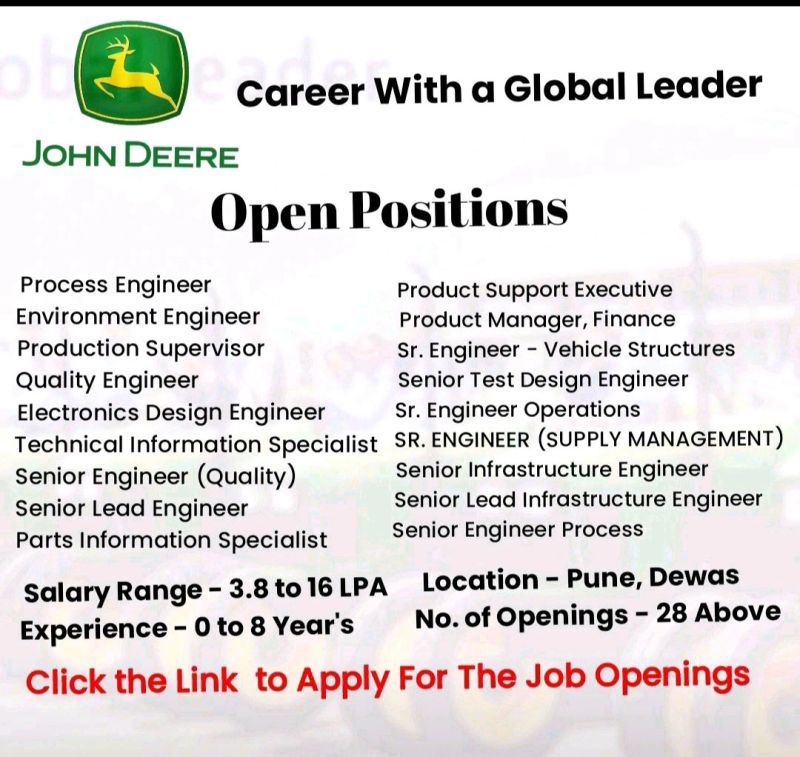 Career With a Global Leader
JOHN DEERE
Open Positions
Process Engineer
Environment Engineer
Production Supervisor
Quality Engineer
Electronics Design Engineer
Technical Information Specialist
Senior Engineer (Quality)
Senior Lead Engineer
Parts Information Specialist
Product Support Executive
Product Manager, Finance
Sr. Engineer - Vehicle Structures
Senior Test Design Engineer
Sr. Engineer Operations
SR. ENGINEER (SUPPLY MANAGEMENT)
Senior Infrastructure Engineer
Senior Lead Infrastructure Engineer
Senior Engineer Process
Salary Range - 3.8 to 16 LPA
Experience - 0 to 8 Year's
Location - Pune, Dewas
No. of Openings - 28 Above
Click the Link to Apply For The Job Openings